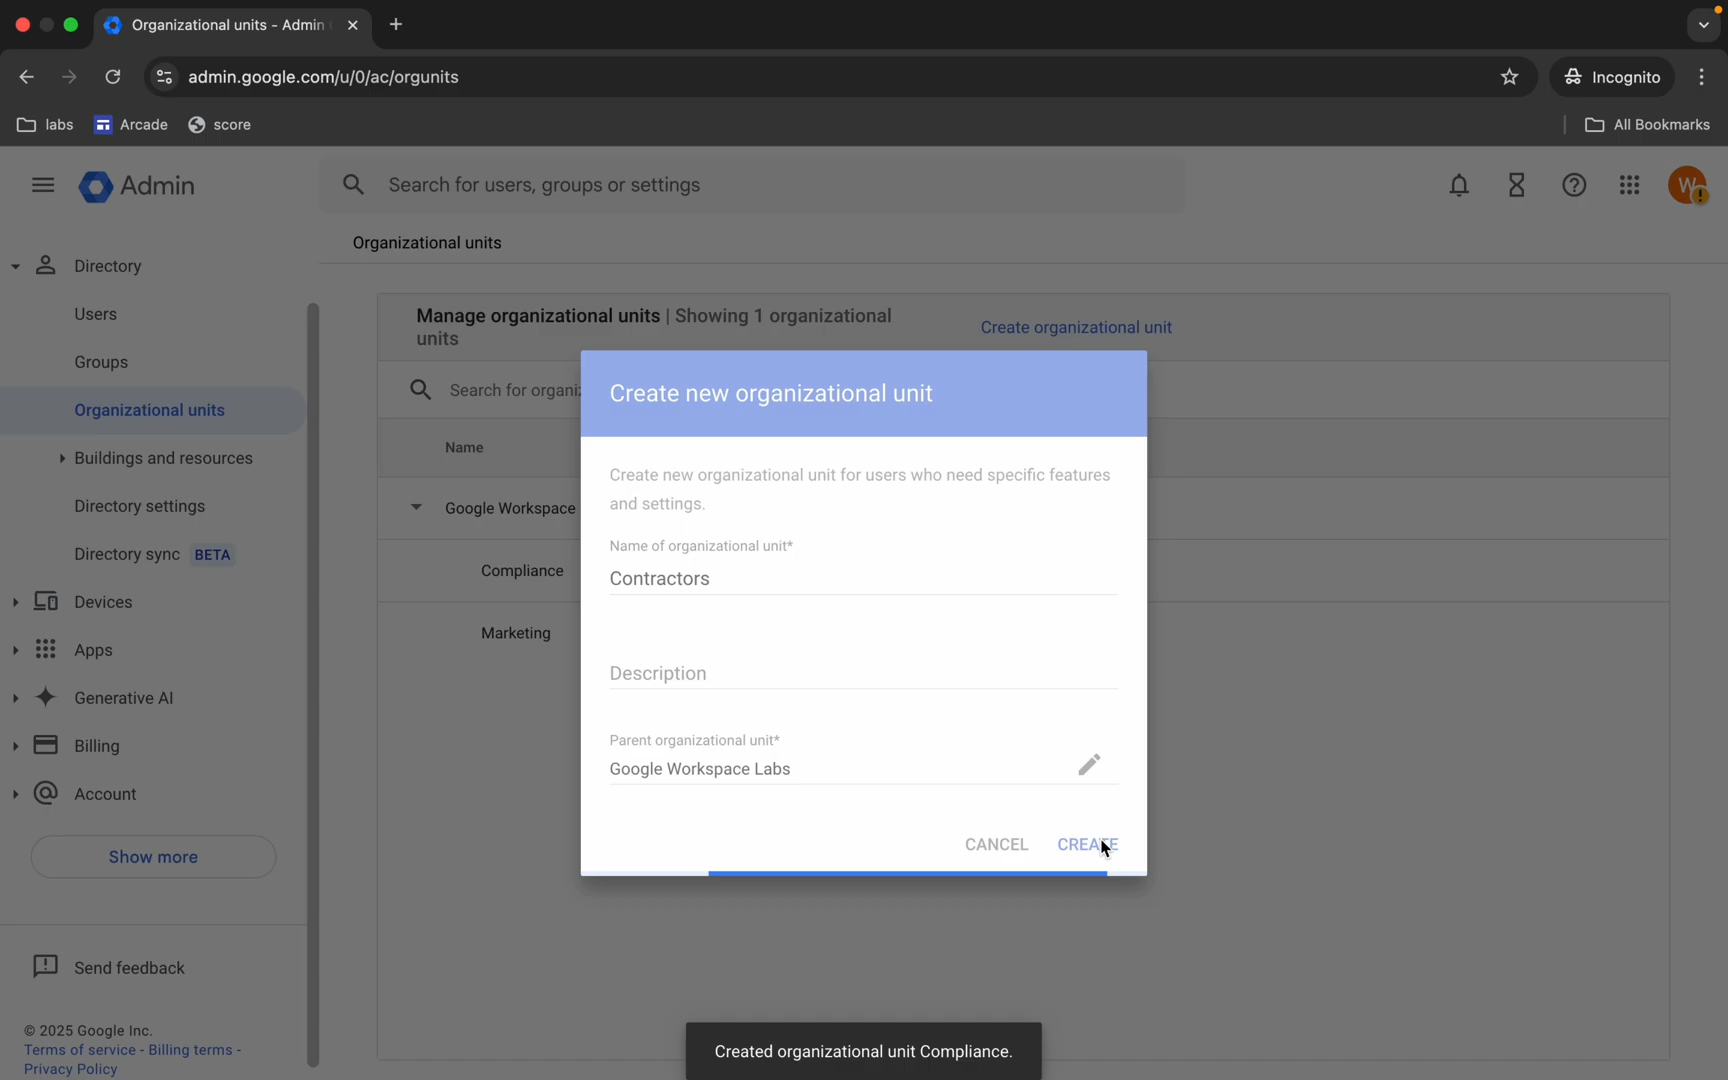 Organizational units - Admin
admin.google.com/u/0/ac/orgunits
Incognito
labs
Arcade
score
All Bookmarks
Admin
Search for users, groups or settings
W
Organizational units
Directory
Users
Groups
Organizational units
Buildings and resources
Directory settings
Directory sync BETA
Devices
Apps
Generative AI
Billing
Account
Show more
Send feedback
© 2025 Google Inc.
Terms of service - Billing terms -
Privacy Policy
Manage organizational units | Showing 1 organizational
units
Create organizational unit
Search for organi
Name
Google Workspace
Compliance
Marketing
Create new organizational unit
Create new organizational unit for users who need specific features
and settings.
Name of organizational unit*
Contractors
Description
Parent organizational unit*
Google Workspace Labs
CANCEL
CREATE
Created organizational unit Compliance.